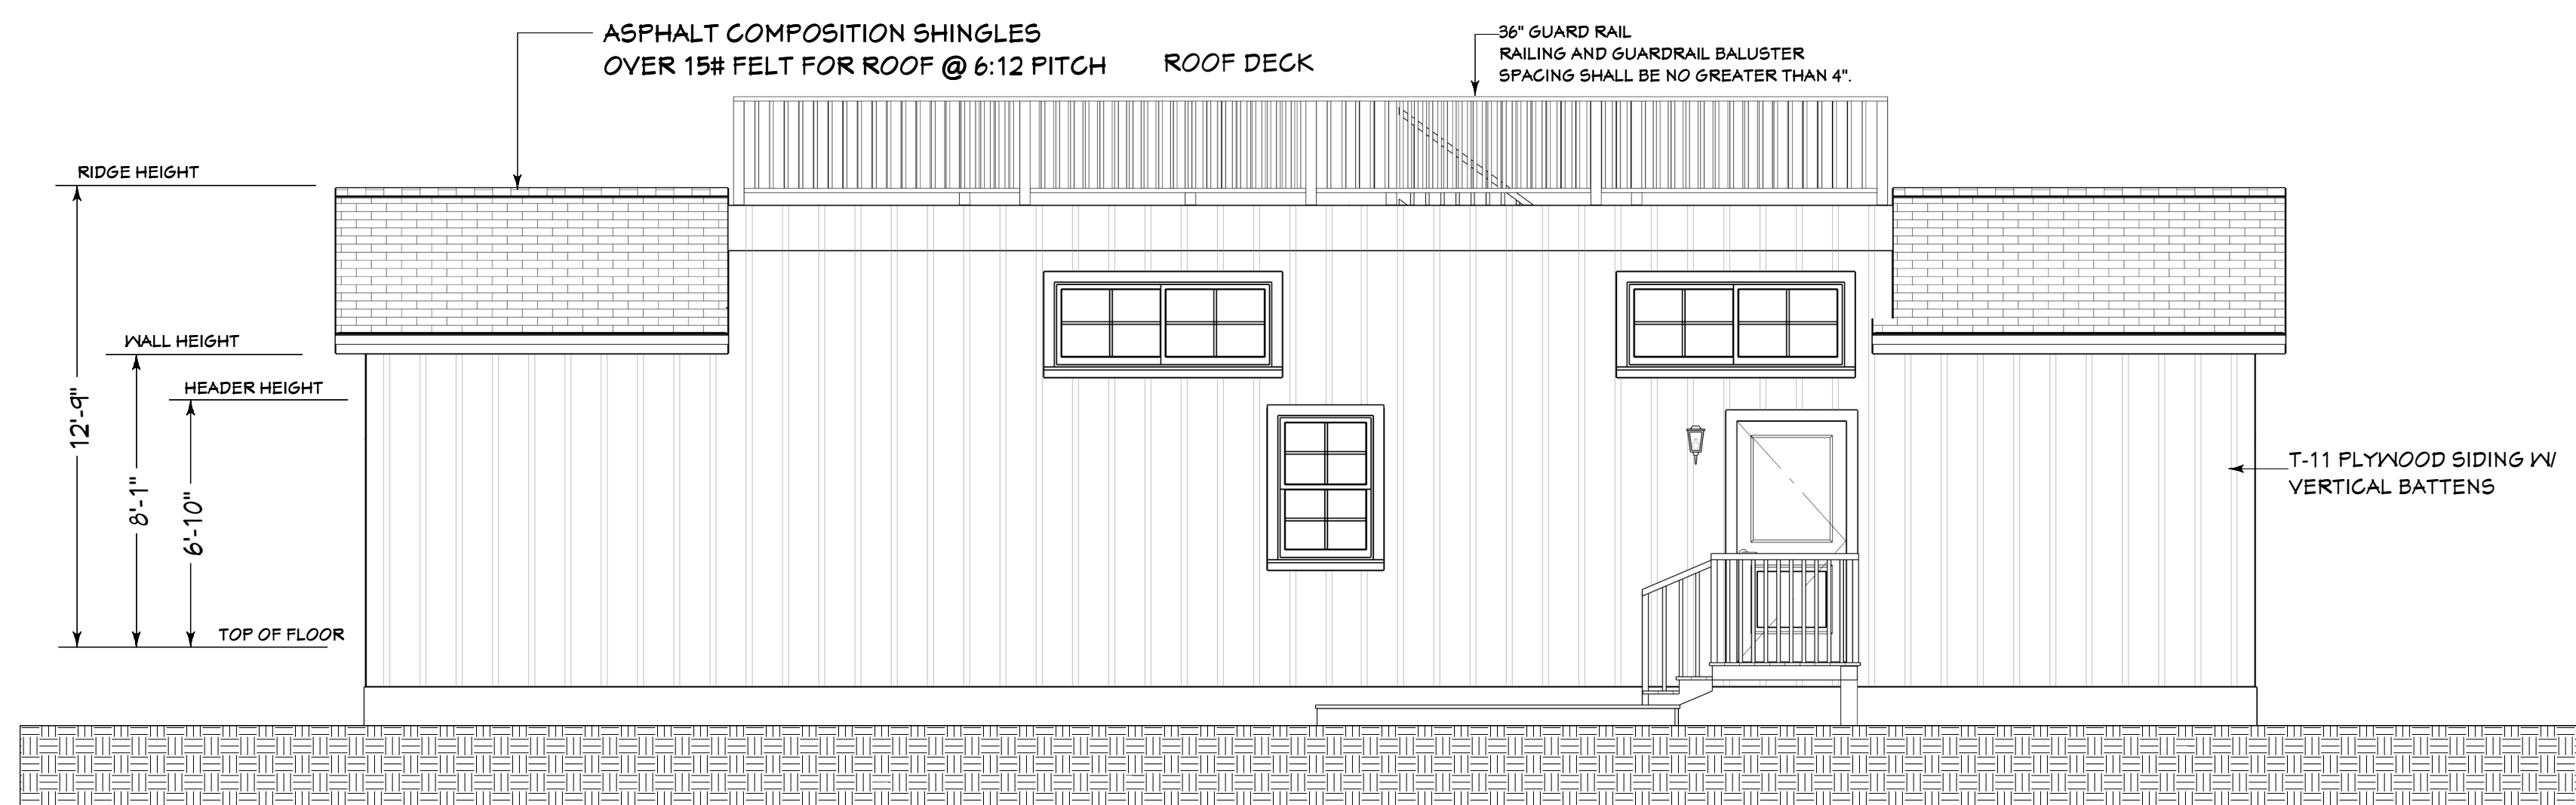 ASPHALT COMPOSITION SHINGLES
OVER 15# FELT FOR ROOF @ 6:12 PITCH
ROOF DECK
36" GUARD RAIL
RAILING AND GUARDRAIL BALUSTER
SPACING SHALL BE NO GREATER THAN 4".
RIDGE HEIGHT
WALL HEIGHT
HEADER HEIGHT
12'-9"
8'-1"
6'-10"
TOP OF FLOOR
T-11 PLYWOOD SIDING W/
VERTICAL BATTENS